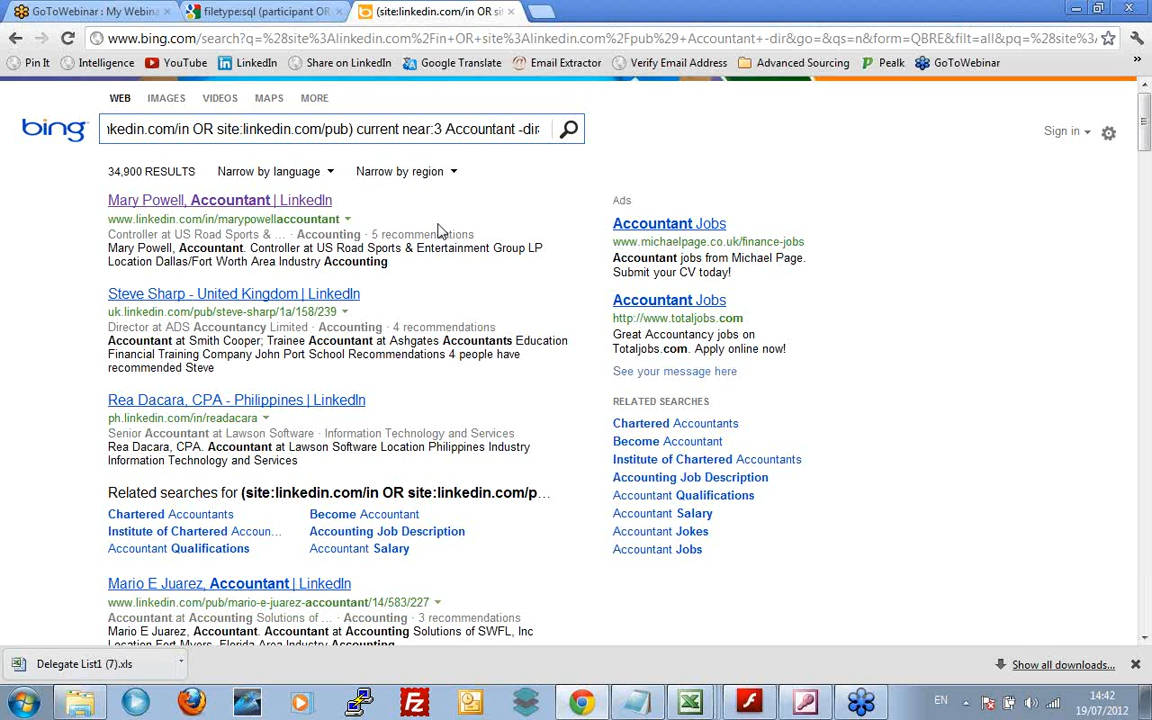 GoToWebinar : My Webina
filetype:sql (participant OR
(site:linkedin.com/in OR sit
www.bing.com/search?q=%28site%3Alinkedin.com%2Fin+OR+site%3Alinkedin.com%2Fpub%29+Accountant+-dir&go=&qs=n&form=QBRE&filt=all&pq=%28site%
Pin It
Intelligence
YouTube
LinkedIn
Share on LinkedIn
Google Translate
Email Extractor
Verify Email Address
Advanced Sourcing
Pealk
GoToWebinar
WEB IMAGES VIDEOS MAPS MORE
bing
nkedin.com/in OR site:linkedin.com/pub) current near:3 Accountant -dir
Sign in
34,900 RESULTS Narrow by language Narrow by region
Mary Powell, Accountant | LinkedIn
www.linkedin.com/in/marypowellaccountant
Controller at US Road Sports & ... · Accounting · 5 recommendations
Mary Powell, Accountant. Controller at US Road Sports & Entertainment Group LP
Location Dallas/Fort Worth Area Industry Accounting
Steve Sharp - United Kingdom | LinkedIn
uk.linkedin.com/pub/steve-sharp/1a/158/239
Director at ADS Accountancy Limited · Accounting · 4 recommendations
Accountant at Smith Cooper; Trainee Accountant at Ashgates Accountants Education
Financial Training Company John Port School Recommendations 4 people have
recommended Steve
Rea Dacara, CPA - Philippines | LinkedIn
ph.linkedin.com/in/readacara
Senior Accountant at Lawson Software · Information Technology and Services
Rea Dacara, CPA. Accountant at Lawson Software Location Philippines Industry
Information Technology and Services
Related searches for (site:linkedin.com/in OR site:linkedin.com/p...
Chartered Accountants
Become Accountant
Institute of Chartered Accoun...
Accounting Job Description
Accountant Qualifications
Accountant Salary
Mario E Juarez, Accountant | LinkedIn
www.linkedin.com/pub/mario-e-juarez-accountant/14/583/227
Accountant at Accounting Solutions of ... · Accounting · 3 recommendations
Mario E Juarez, Accountant. Accountant at Accounting Solutions of SWFL, Inc
Location Fort Myers, Florida Area Industry Accounting
Ads
Accountant Jobs
www.michaelpage.co.uk/finance-jobs
Accountant jobs from Michael Page.
Submit your CV today!
Accountant Jobs
http://www.totaljobs.com
Great Accountancy jobs on
Totaljobs.com. Apply online now!
See your message here
RELATED SEARCHES
Chartered Accountants
Become Accountant
Institute of Chartered Accountants
Accounting Job Description
Accountant Qualifications
Accountant Salary
Accountant Jokes
Accountant Jobs
Delegate List1 (7).xls
Show all downloads...
EN
14:42
19/07/2012